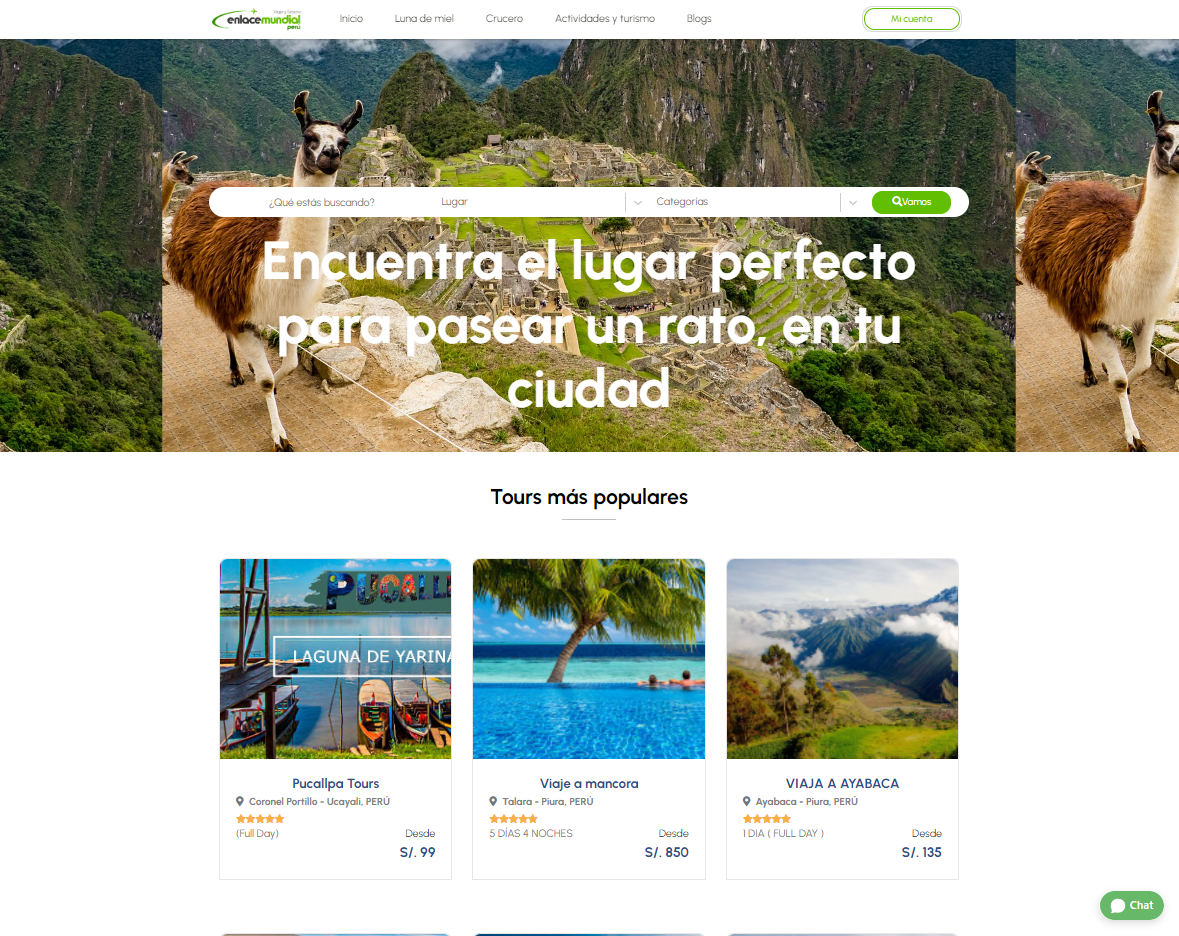 Viajes y Turismo
enlacemundial
perú
Inicio
Luna de miel
Crucero
Actividades y turismo
Blogs
Mi cuenta
¿Qué estás buscando?
Lugar
Categorías
Vamos
Encuentra el lugar perfecto
para pasear un rato, en tu
ciudad
Tours más populares
PUCALL
LAGUNA DE YARINA
Pucallpa Tours
Coronel Portillo - Ucayali, PERÚ
(Full Day)
Desde
S/. 99
Viaje a mancora
Talara - Piura, PERÚ
5 DÍAS 4 NOCHES
Desde
S/. 850
VIAJA A AYABACA
Ayabaca - Piura, PERÚ
1 DIA ( FULL DAY )
Desde
S/. 135
Chat